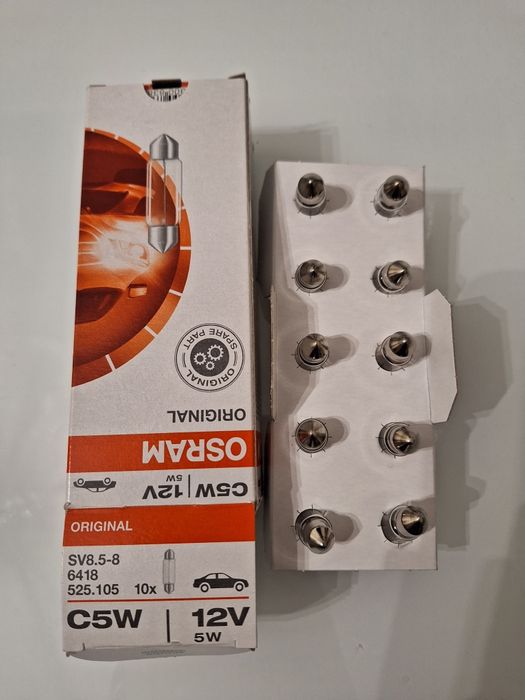 ORIGINAL
SPARE PART
ORIGINAL
OSRAM
C5W | 12V
5W
ORIGINAL
SV8.5-8
6418
525.105 10x
C5W | 12V
5W